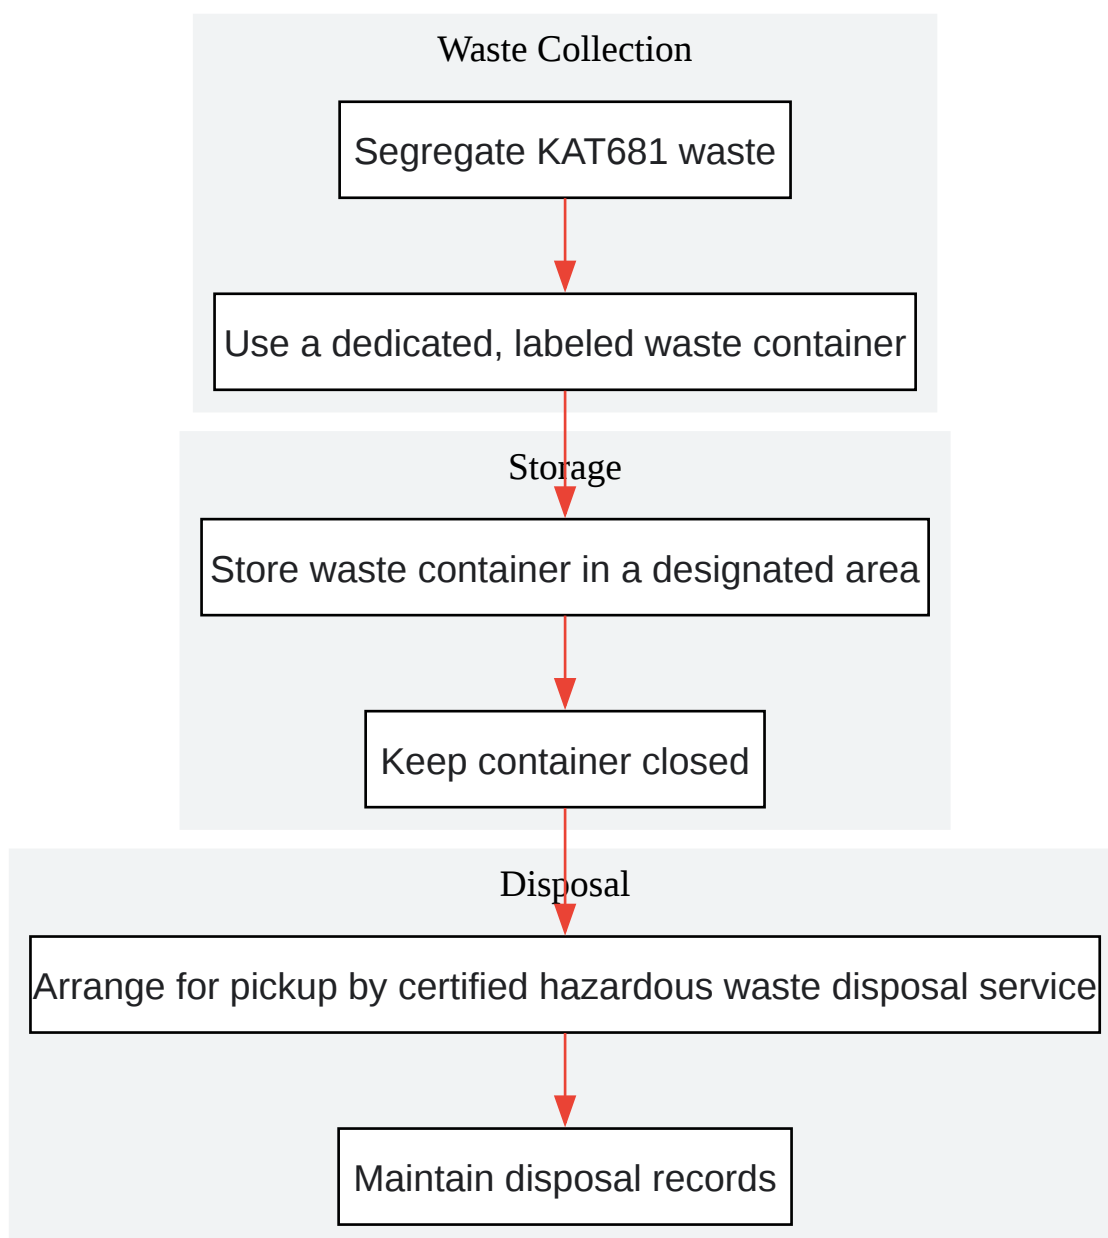 Waste Collection
Segregate KAT681 waste
Use a dedicated, labeled waste container
Storage
Store waste container in a designated area
Keep container closed
Disposal
Arrange for pickup by certified hazardous waste disposal service
Maintain disposal records